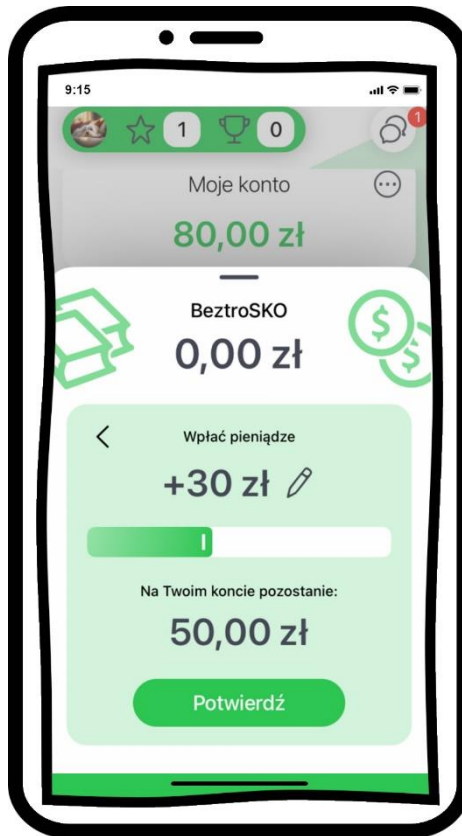 9:15
1 0
1
Moje konto
80,00 zł
BeztroSKO
0,00 zł
Wpłać pieniądze
+30 zł
Na Twoim koncie pozostanie:
50,00 zł
Potwierdź